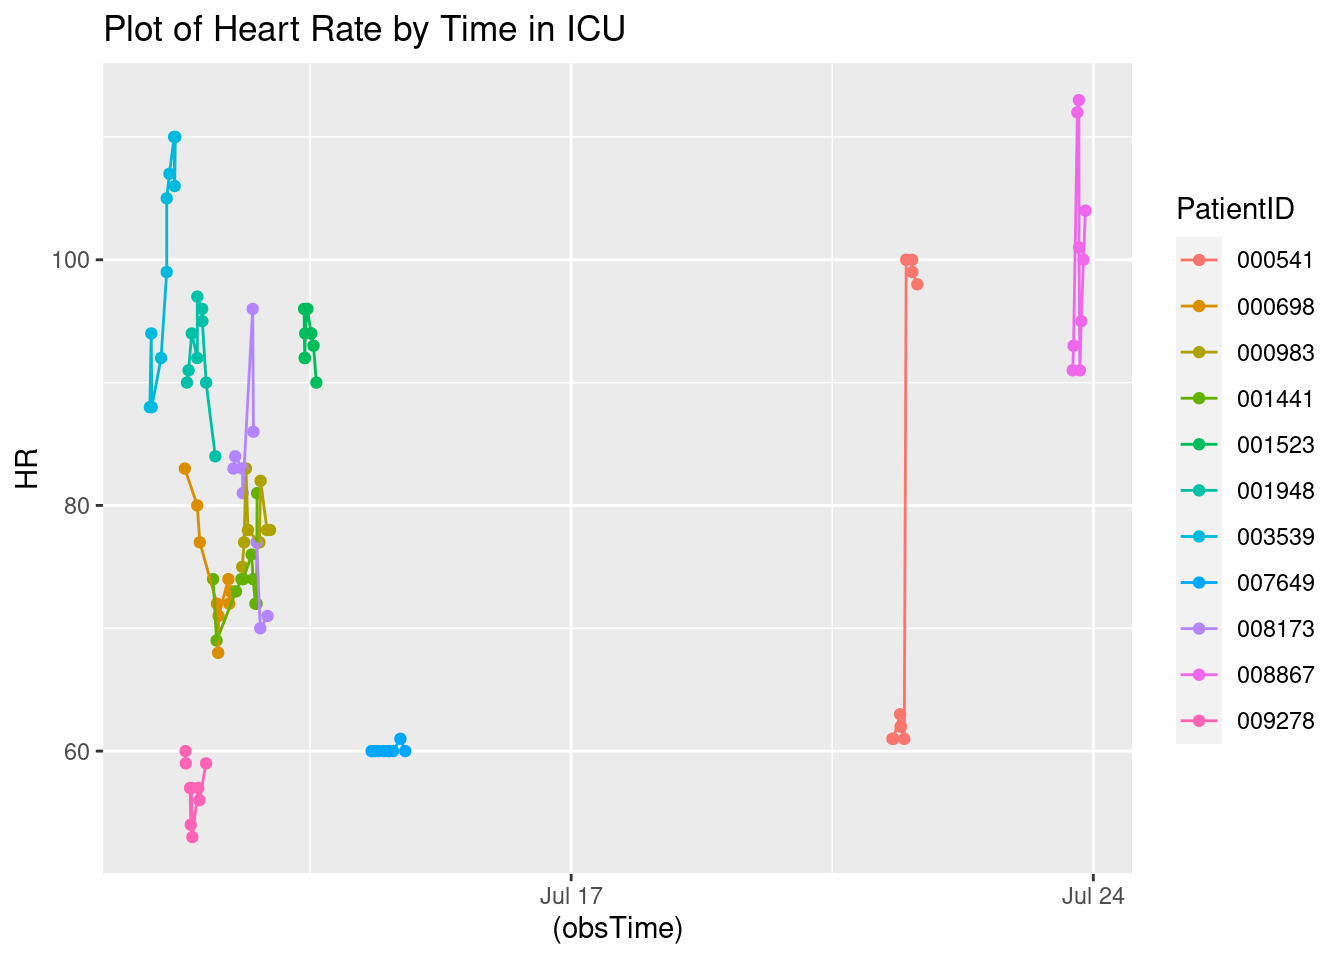 Plot of Heart Rate by Time in ICU
HR
100
80
60
Jul 17
Jul 24
(obsTime)
PatientID
000541
000698
000983
001441
001523
001948
003539
007649
008173
008867
009278